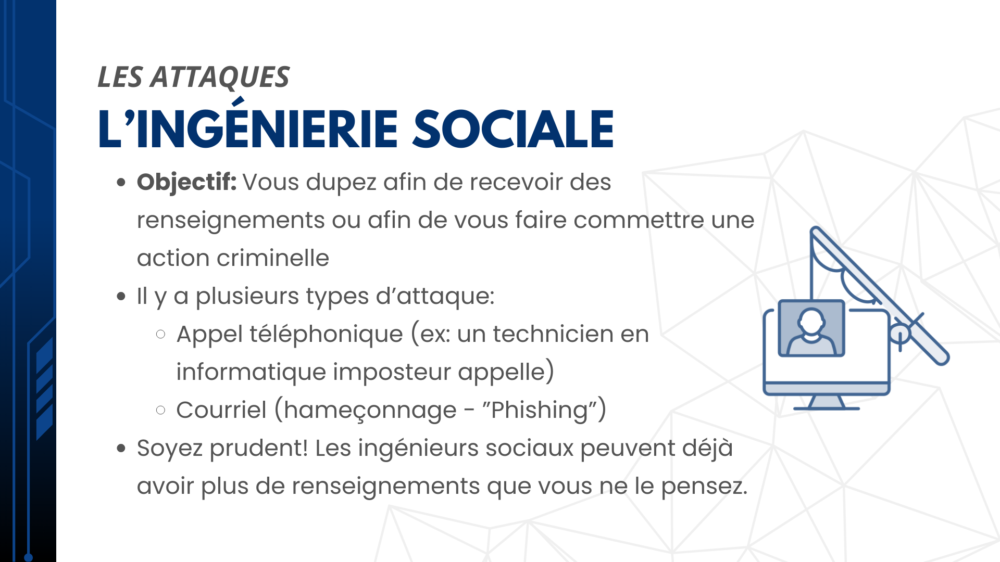 LES ATTAQUES
L’INGÉNIERIE SOCIALE
• Objectif: Vous dupez afin de recevoir des
renseignements ou afin de vous faire commettre une
action criminelle
• Il y a plusieurs types d’attaque:
○ Appel téléphonique (ex: un technicien en
informatique imposteur appelle)
○ Courriel (hameçonnage - ”Phishing”)
• Soyez prudent! Les ingénieurs sociaux peuvent déjà
avoir plus de renseignements que vous ne le pensez.